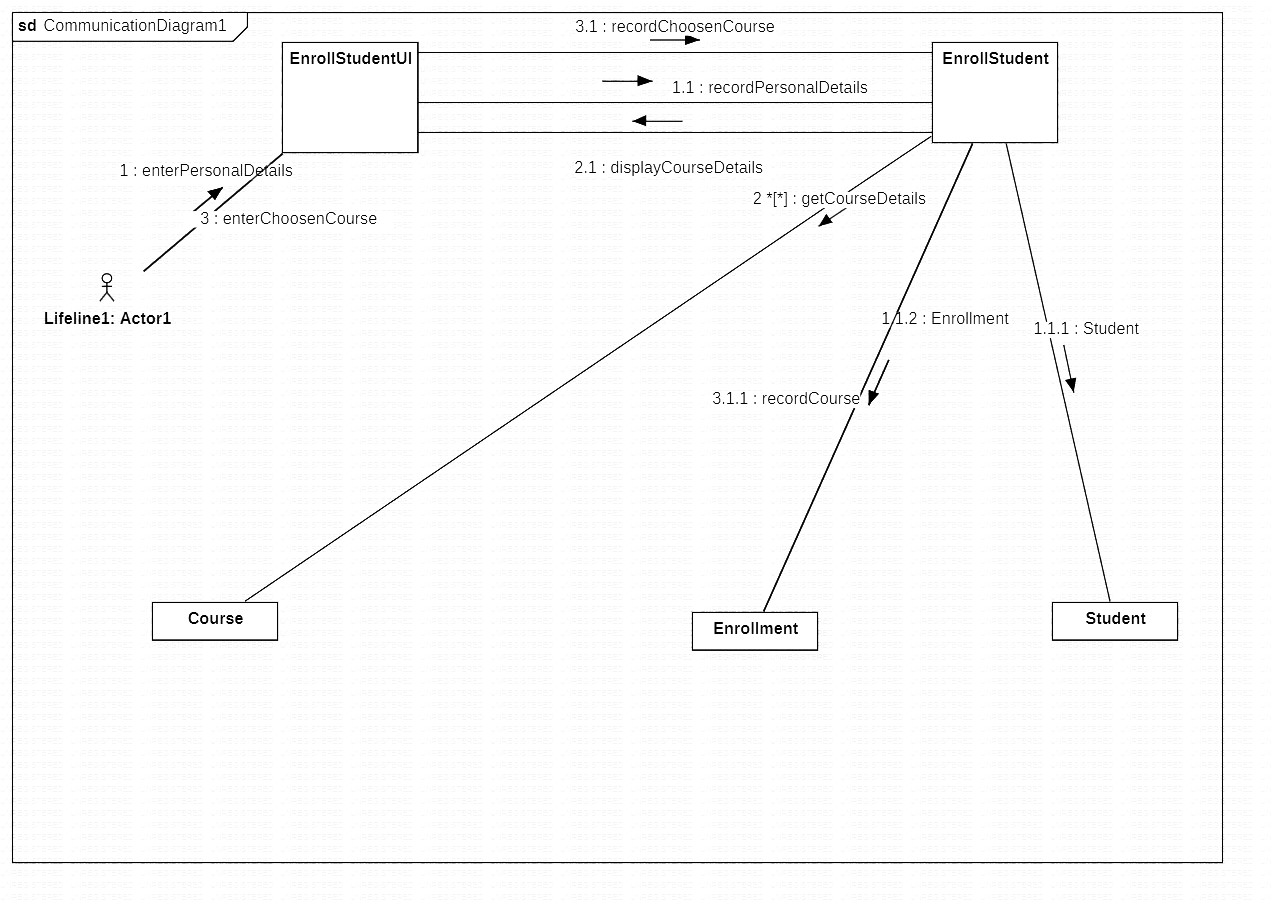 sd CommunicationDiagram1
3.1 : recordChoosenCourse
EnrollStudentUI
EnrollStudent
1.1 : recordPersonalDetails
1 : enterPersonalDetails
2.1 : displayCourseDetails
2 *[*] : getCourseDetails
3 : enterChoosenCourse
Lifeline1: Actor1
1.1.2 : Enrollment
1.1.1 : Student
3.1.1 : recordCourse
Course
Enrollment
Student